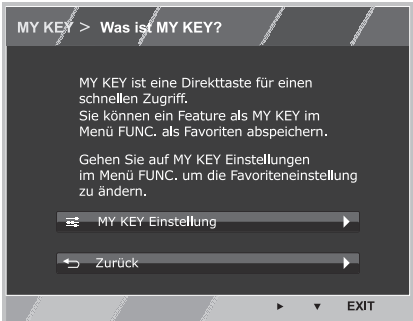 MY KEY > Was ist MY KEY?
MY KEY ist eine Direkttaste für einen
schnellen Zugriff.
Sie können ein Feature als MY KEY im
Menü FUNC. als Favoriten abspeichern.
Gehen Sie auf MY KEY Einstellungen
im Menü FUNC. um die Favoriteneinstellung
zu ändern.
MY KEY Einstellung
Zurück
EXIT